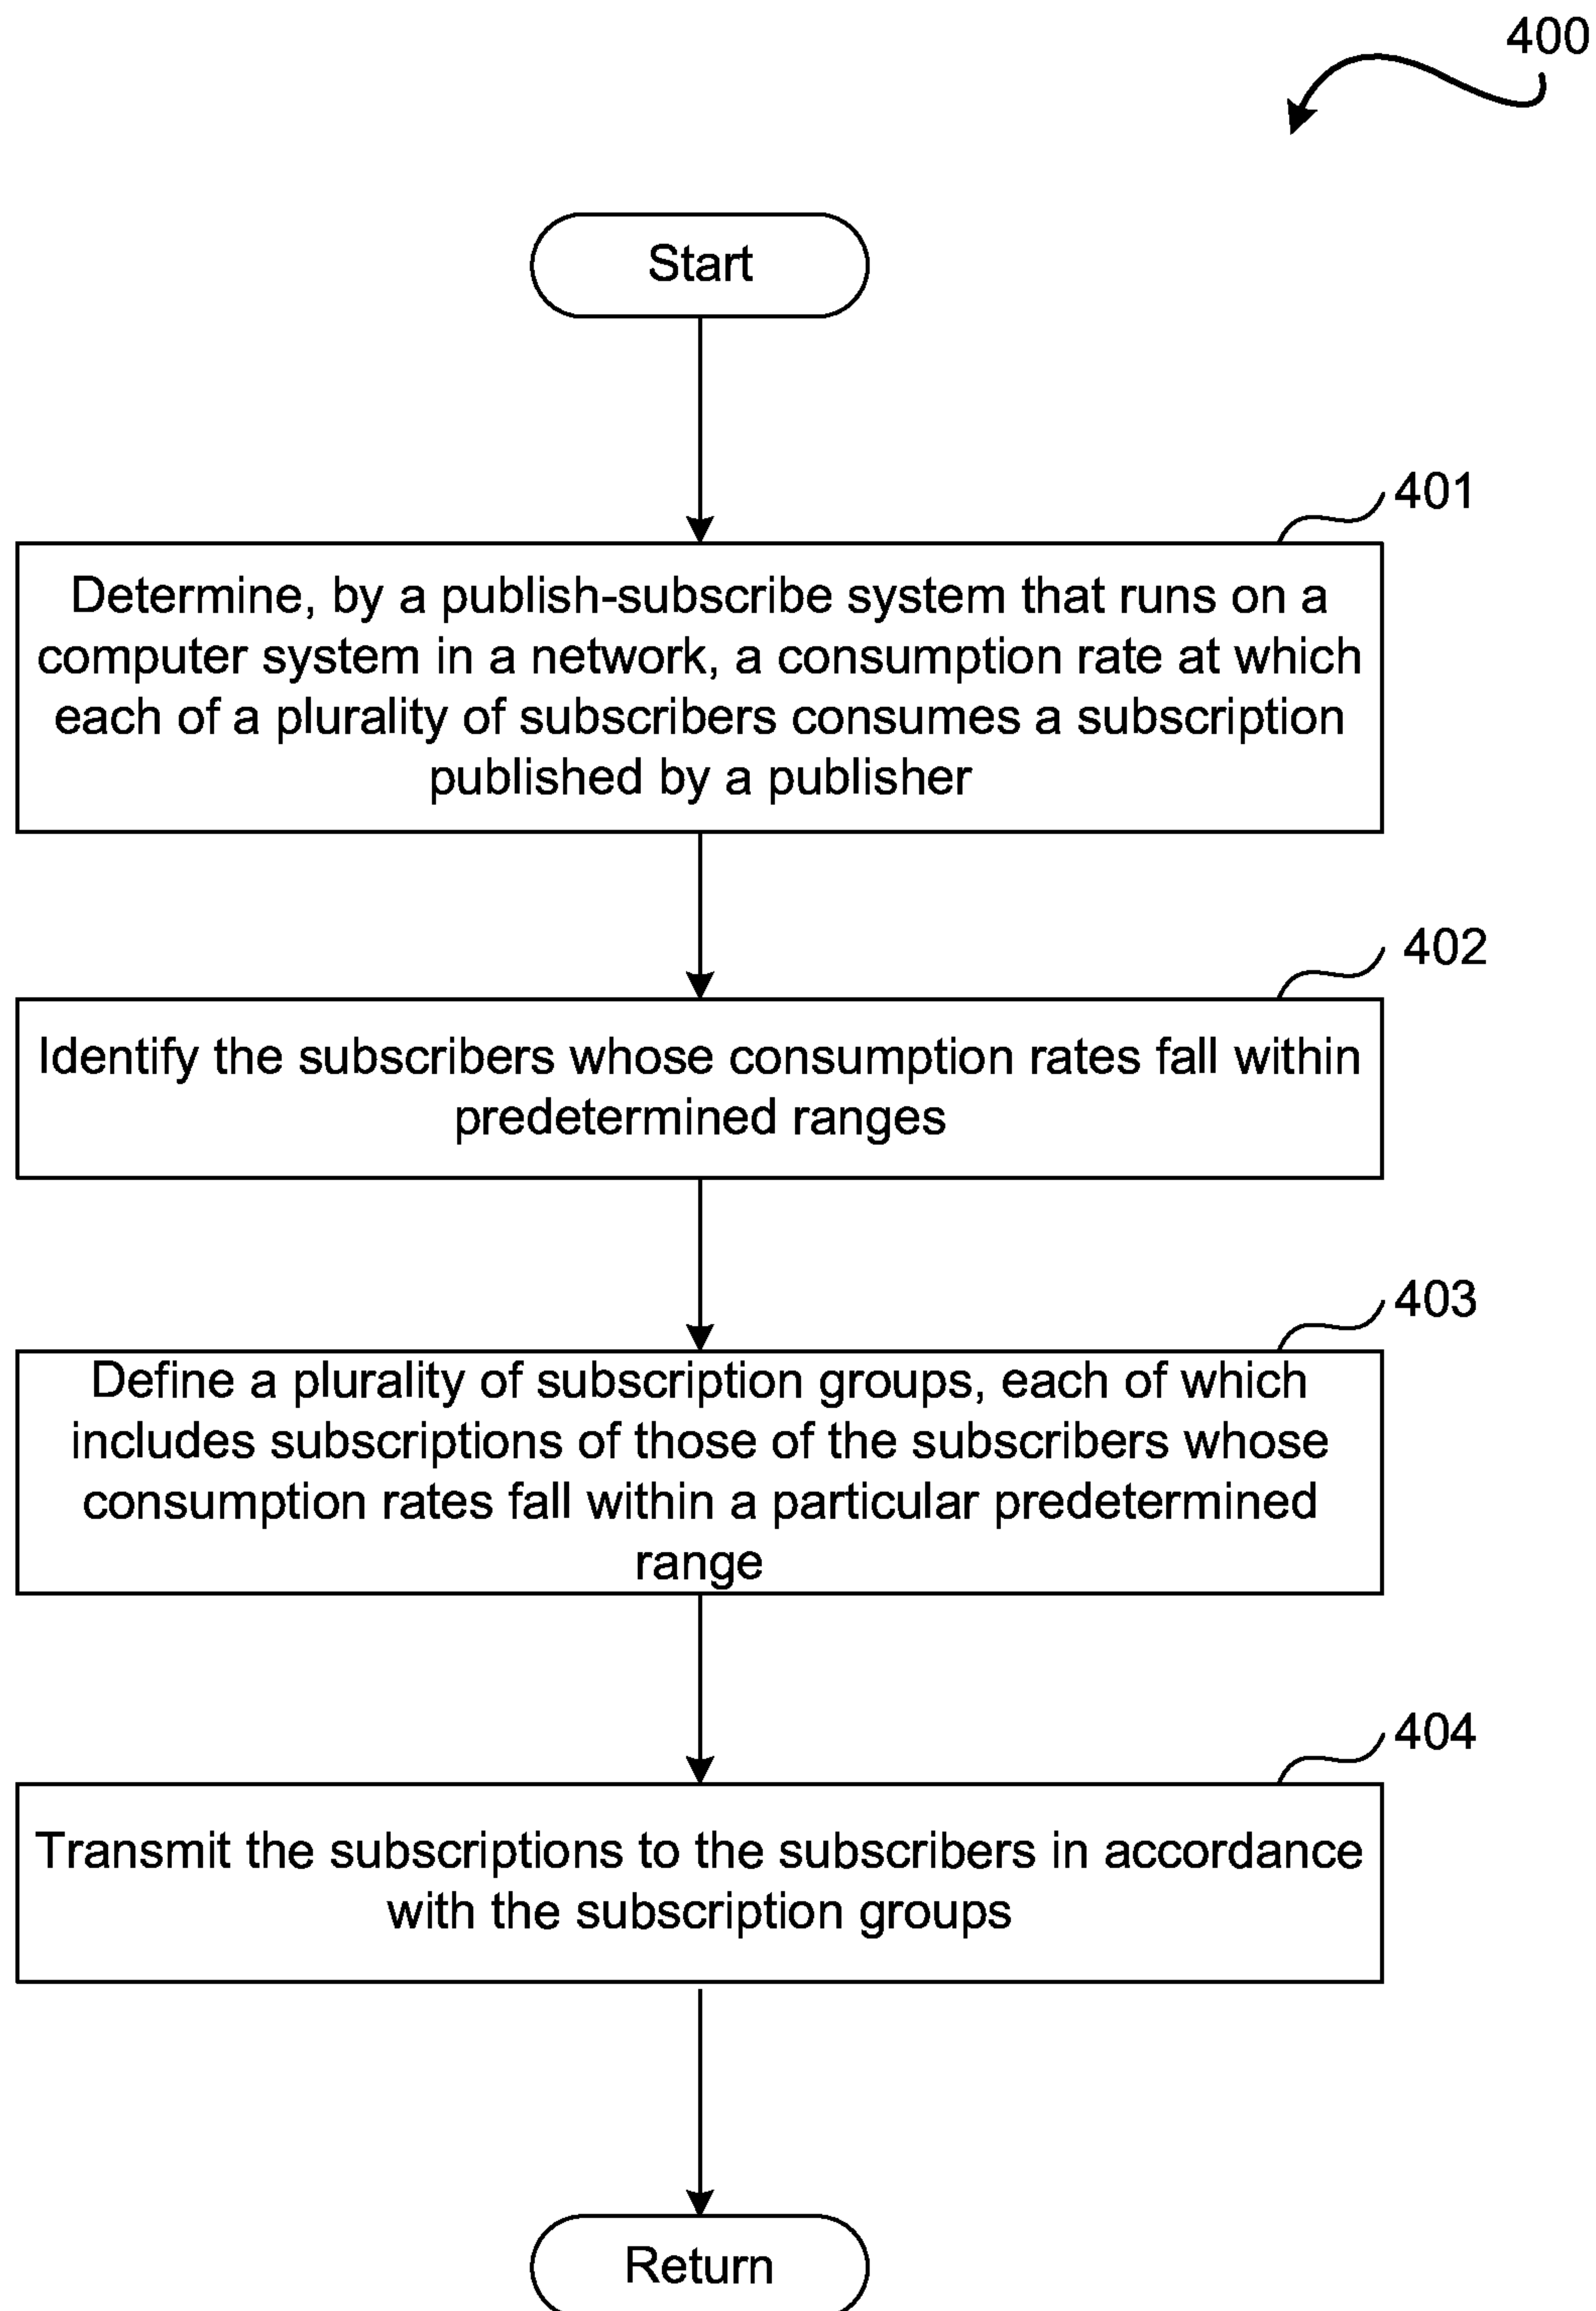 400
Start
401
Determine, by a publish-subscribe system that runs on a
computer system in a network, a consumption rate at which
each of a plurality of subscribers consumes a subscription
published by a publisher
402
Identify the subscribers whose consumption rates fall within
predetermined ranges
403
Define a plurality of subscription groups, each of which
includes subscriptions of those of the subscribers whose
consumption rates fall within a particular predetermined
range
404
Transmit the subscriptions to the subscribers in accordance
with the subscription groups
Return